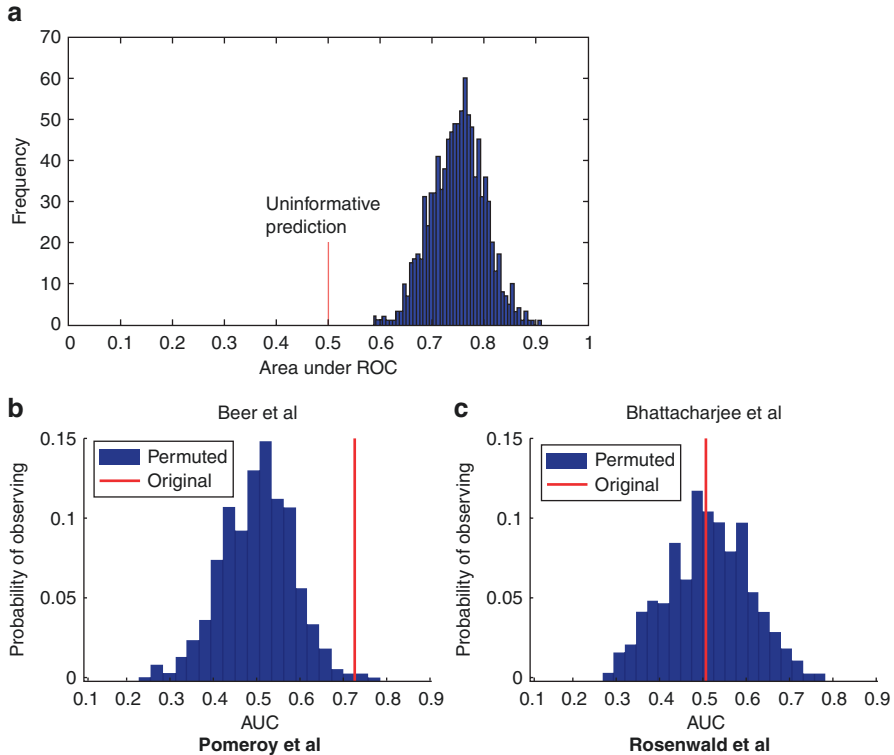 a
70
60
50
40
30
20
10
0
Frequency
Uninformative
prediction
0 0.1 0.2 0.3 0.4 0.5 0.6 0.7 0.8 0.9 1
Area under ROC
b
Beer et al
0.15
0.1
0.05
0
Probability of observing
Permuted
Original
0.1 0.2 0.3 0.4 0.5 0.6 0.7 0.8 0.9
AUC
Pomeroy et al
c
Bhattacharjee et al
0.15
0.1
0.05
0
Probability of observing
Permuted
Original
0.1 0.2 0.3 0.4 0.5 0.6 0.7 0.8 0.9
AUC
Rosenwald et al